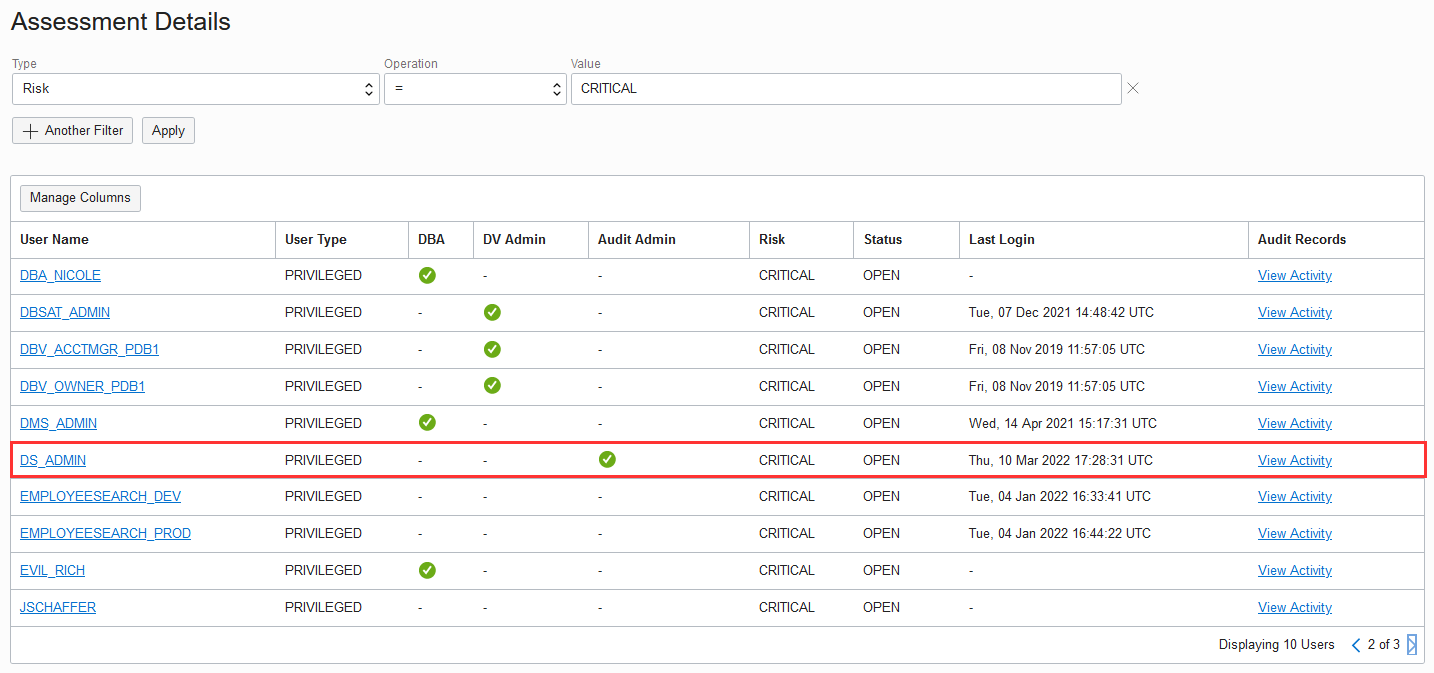 Assessment Details
Type Operation Value
Risk = CRITICAL
Another Filter Apply
Manage Columns
User Name User Type DBA DV Admin Audit Admin Risk Status Last Login Audit Records
DBA_NICOLE PRIVILEGED - - CRITICAL OPEN - View Activity
DBSAT_ADMIN PRIVILEGED - - CRITICAL OPEN Tue, 07 Dec 2021 14:48:42 UTC View Activity
DBV_ACCTMGR_PDB1 PRIVILEGED - - CRITICAL OPEN Fri, 08 Nov 2019 11:57:05 UTC View Activity
DBV_OWNER_PDB1 PRIVILEGED - - CRITICAL OPEN Fri, 08 Nov 2019 11:57:05 UTC View Activity
DMS_ADMIN PRIVILEGED - - CRITICAL OPEN Wed, 14 Apr 2021 15:17:31 UTC View Activity
DS_ADMIN PRIVILEGED - - CRITICAL OPEN Thu, 10 Mar 2022 17:28:31 UTC View Activity
EMPLOYEESEARCH_DEV PRIVILEGED - - - CRITICAL OPEN Tue, 04 Jan 2022 16:33:41 UTC View Activity
EMPLOYEESEARCH_PROD PRIVILEGED - - - CRITICAL OPEN Tue, 04 Jan 2022 16:44:22 UTC View Activity
EVIL_RICH PRIVILEGED - - CRITICAL OPEN - View Activity
JSCHAFFER PRIVILEGED - - - CRITICAL OPEN - View Activity
Displaying 10 Users 2 of 3